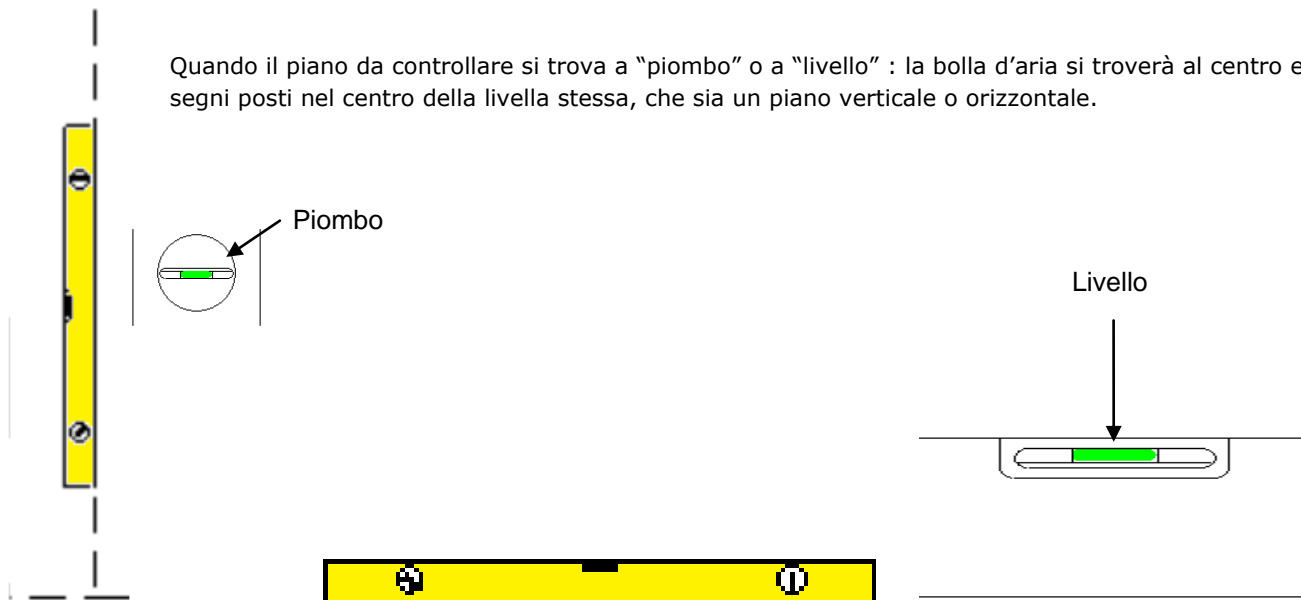 Quando il piano da controllare si trova a “piombo” o a “livello” : la bolla d’aria si troverà al centro e
segni posti nel centro della livella stessa, che sia un piano verticale o orizzontale.
Piombo
Livello